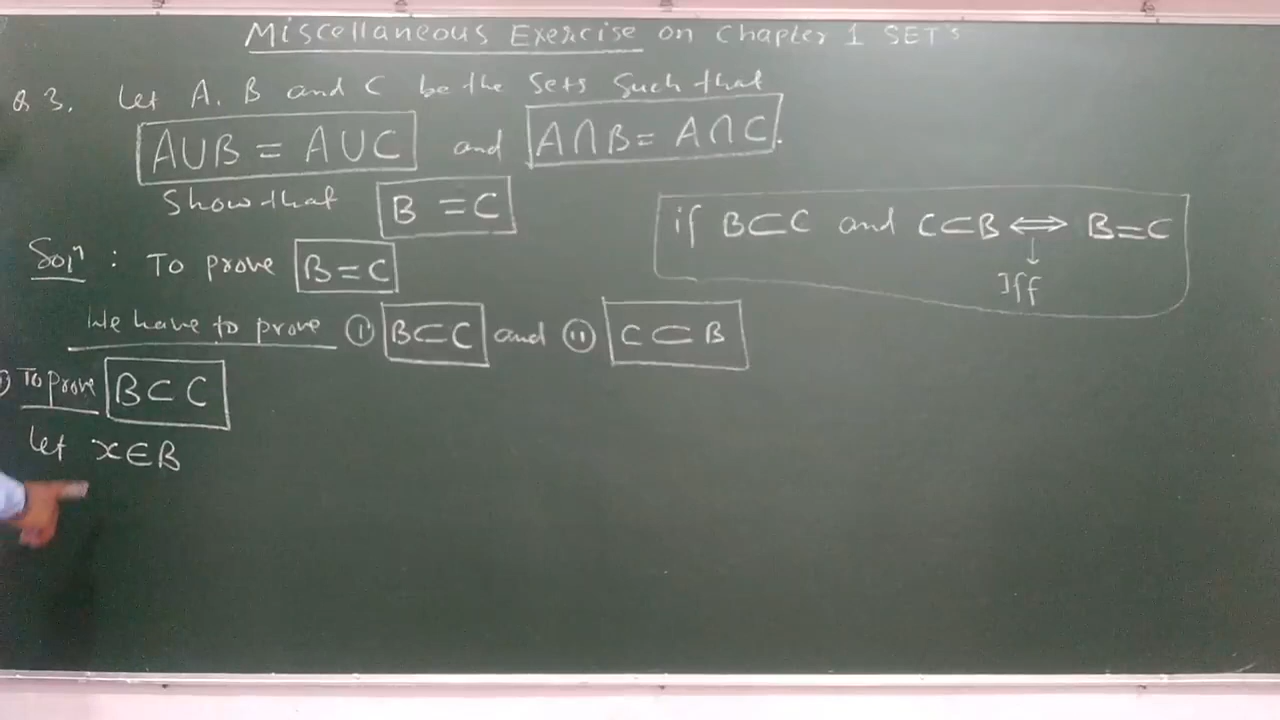 Miscellaneous Exercise on Chapter 1 SETS
Q 3. Let A, B and C be the sets such that
A∪B = A∪C and A∩B = A∩C.
Show that B = C
if B⊂C and C⊂B ⟺ B=C
↓
Iff
Solⁿ : To prove B=C
We have to prove (i) B⊂C and (ii) C⊂B
(i) To prove B⊂C
let x∈B